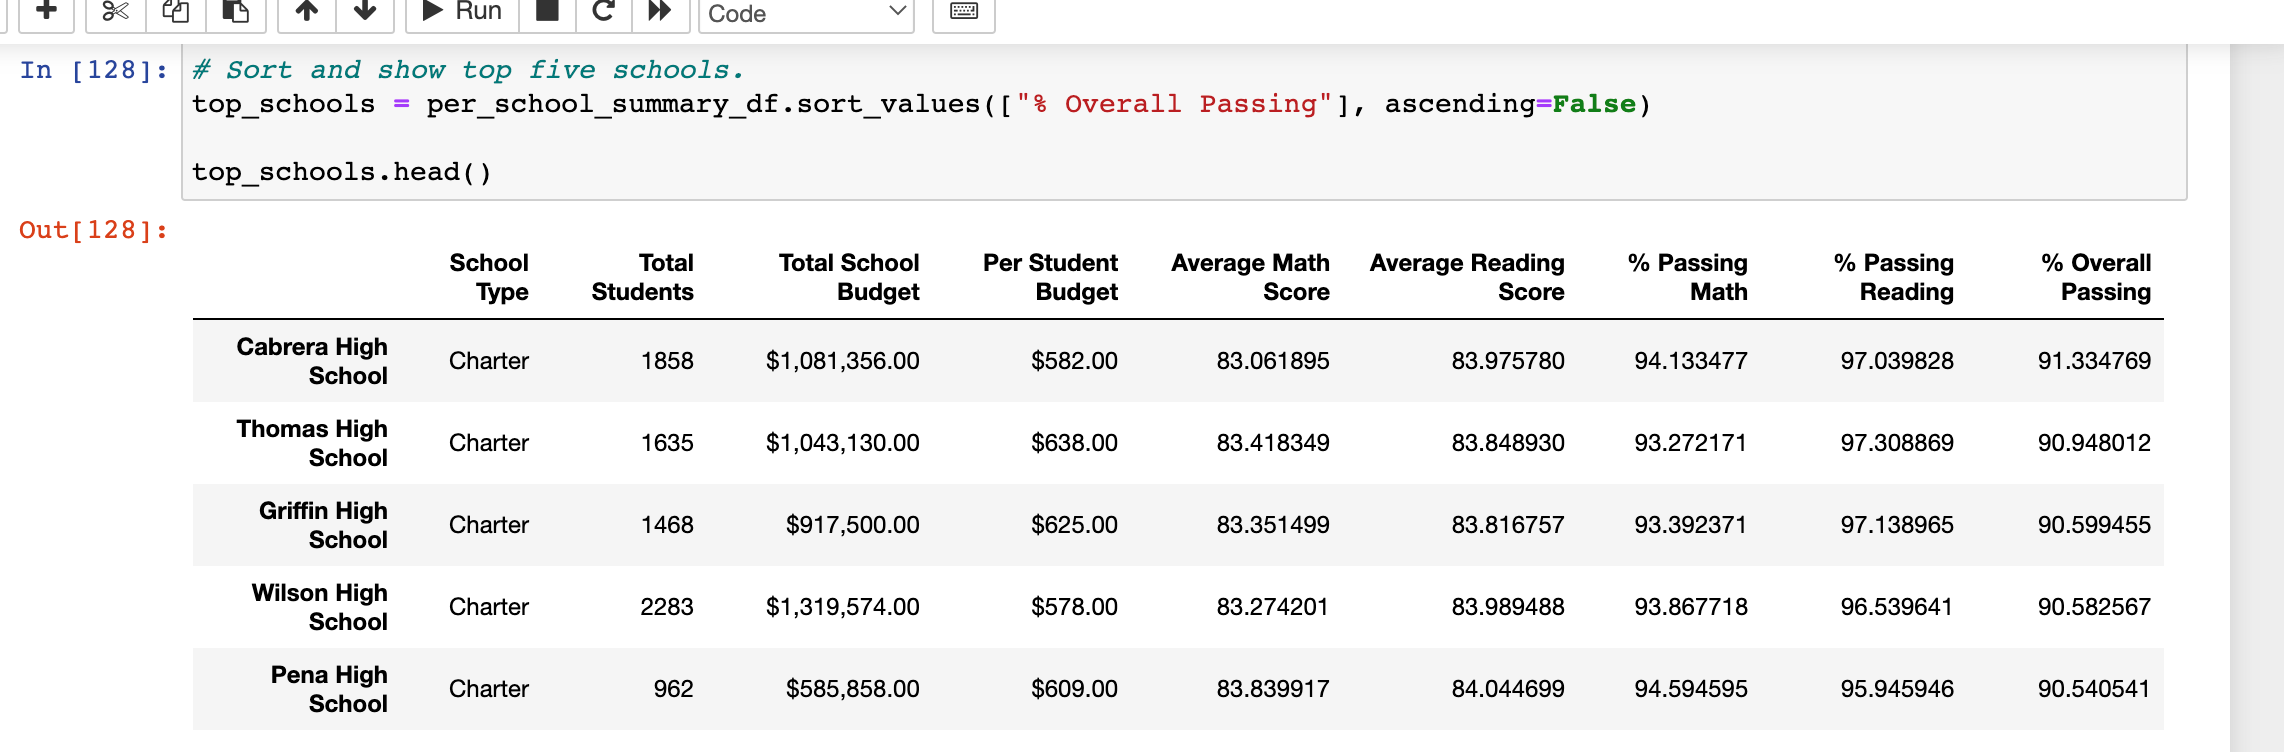 Run
Code
In [128]: # Sort and show top five schools.
top_schools = per_school_summary_df.sort_values(["% Overall Passing"], ascending=False)
top_schools.head()
Out[128]:
School Type Total Students Total School Budget Per Student Budget Average Math Score Average Reading Score % Passing Math % Passing Reading % Overall Passing
Cabrera High School Charter 1858 $1,081,356.00 $582.00 83.061895 83.975780 94.133477 97.039828 91.334769
Thomas High School Charter 1635 $1,043,130.00 $638.00 83.418349 83.848930 93.272171 97.308869 90.948012
Griffin High School Charter 1468 $917,500.00 $625.00 83.351499 83.816757 93.392371 97.138965 90.599455
Wilson High School Charter 2283 $1,319,574.00 $578.00 83.274201 83.989488 93.867718 96.539641 90.582567
Pena High School Charter 962 $585,858.00 $609.00 83.839917 84.044699 94.594595 95.945946 90.540541